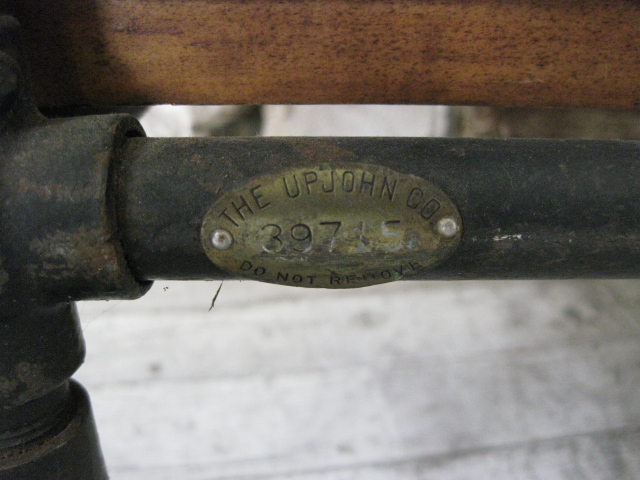 THE UPJOHN CO
39715
DO NOT REMOVE